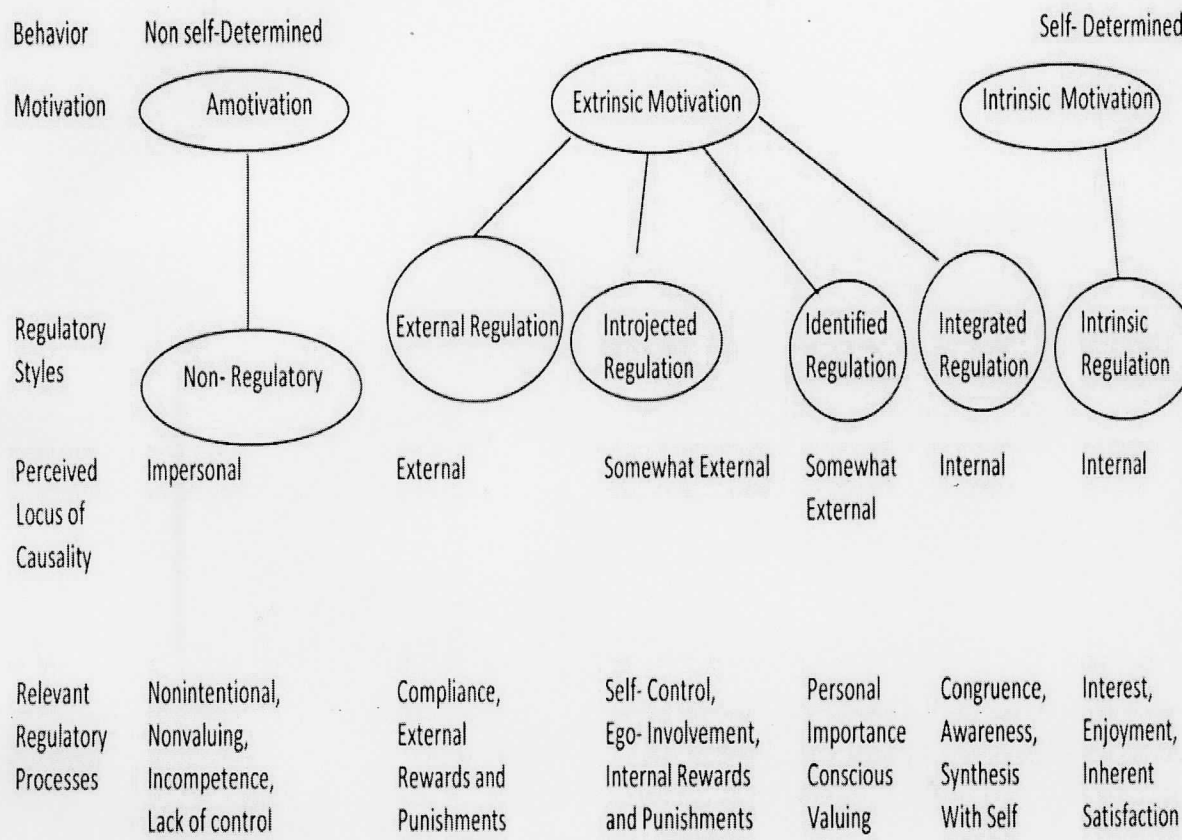 Behavior Non self-Determined Self- Determined
Motivation Amotivation Extrinsic Motivation Intrinsic Motivation
Regulatory Styles
Non- Regulatory
External Regulation
Introjected
Regulation
Identified
Regulation
Integrated
Regulation
Intrinsic
Regulation
Perceived Impersonal External Somewhat External Somewhat Internal Internal
Locus of External
Causality
Relevant Nonintentional, Compliance, Self- Control, Personal Congruence, Interest,
Regulatory Nonvaluing, External Ego- Involvement, Importance Awareness, Enjoyment,
Processes Incompetence, Rewards and Internal Rewards Conscious Synthesis Inherent
Lack of control Punishments and Punishments Valuing With Self Satisfaction